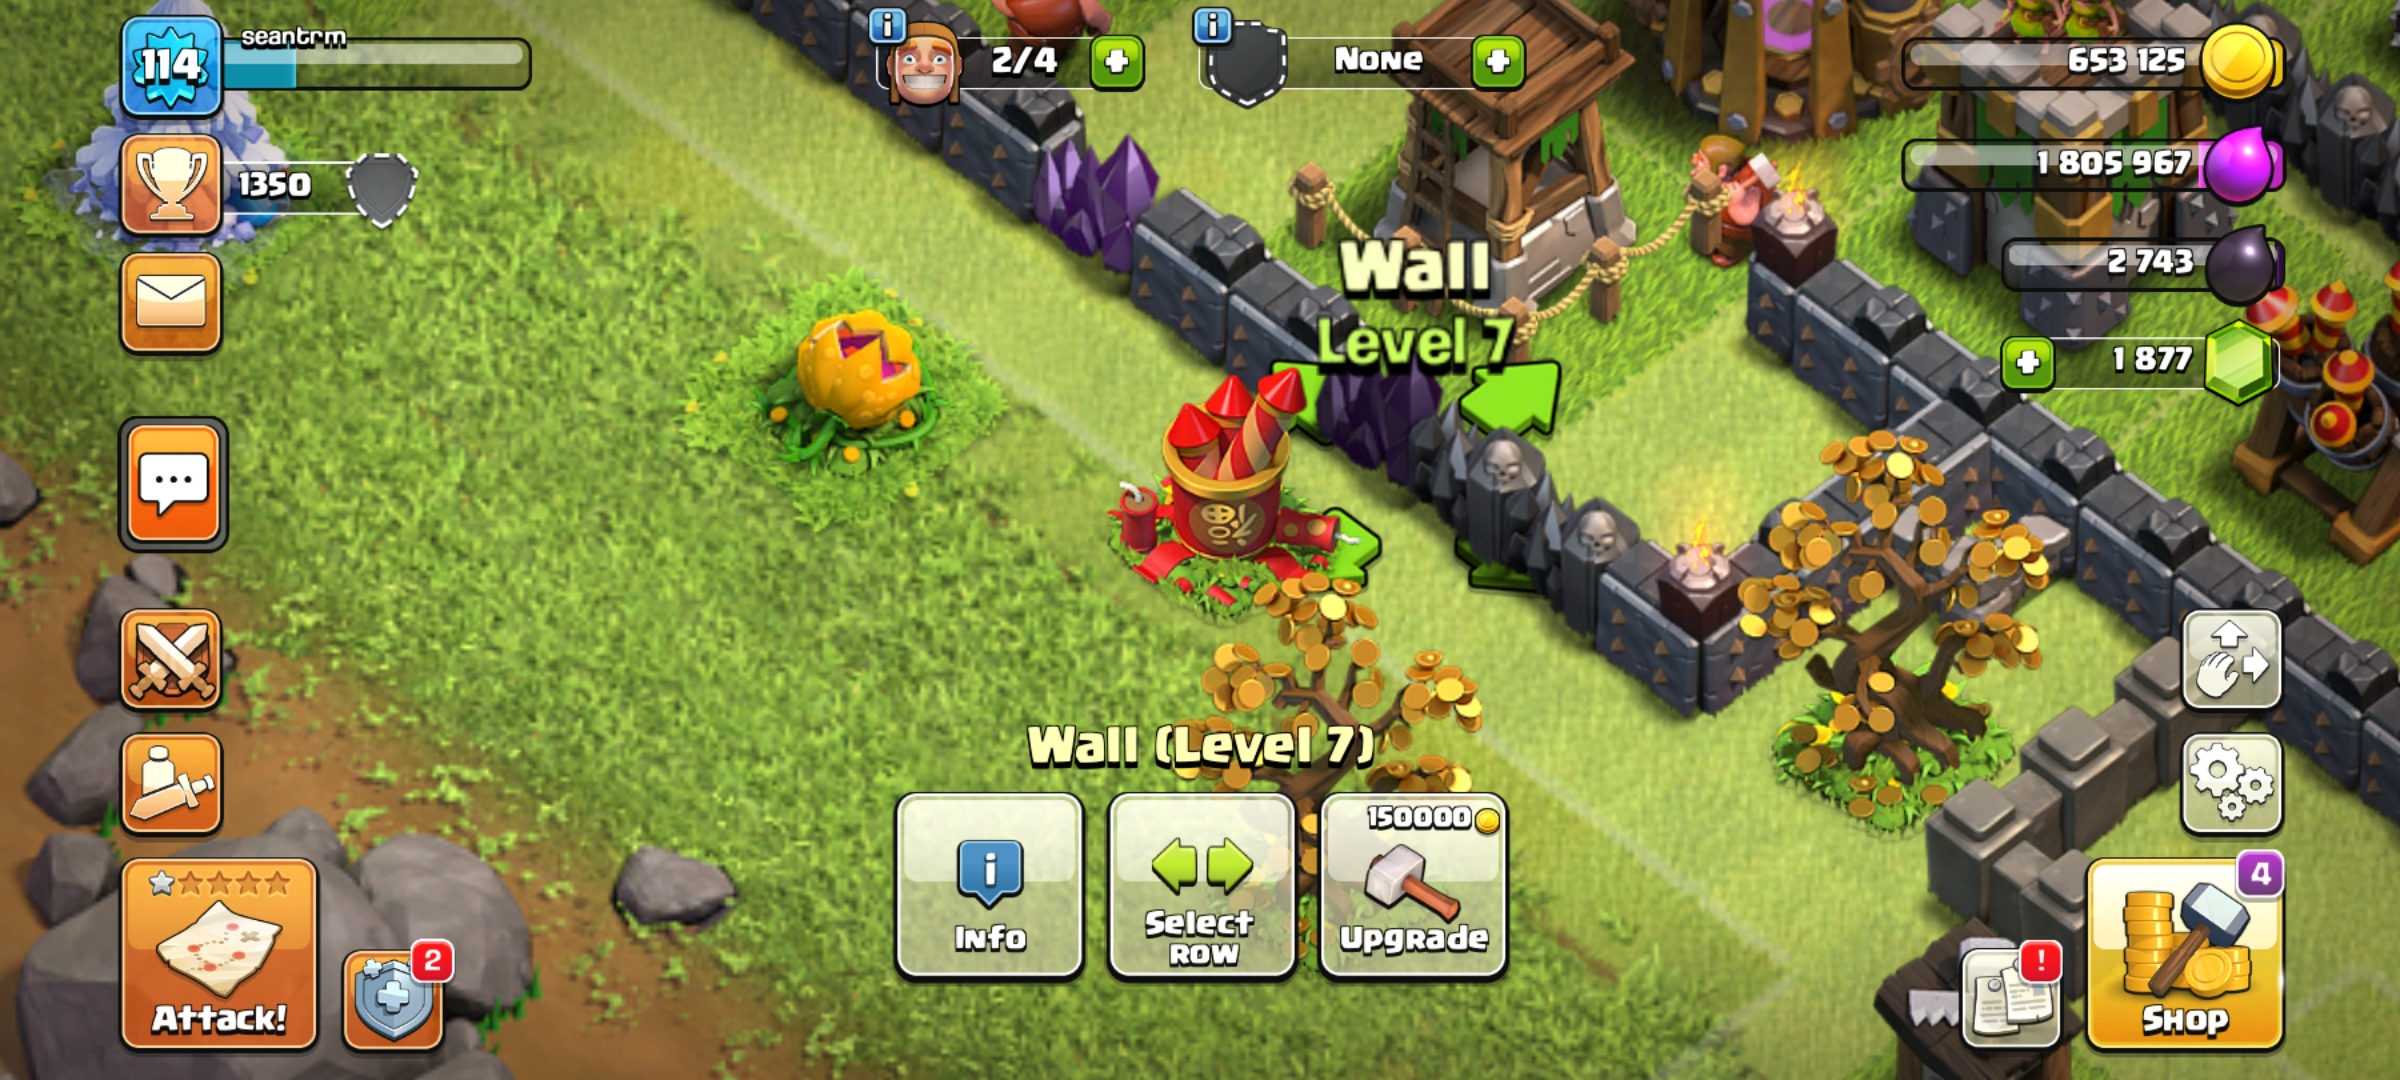 114
seantrm
2/4
None
653 125
1350
1 805 967
2 743
1 877
Wall
Level 7
Wall (Level 7)
Info
Select
Row
150000
Upgrade
Attack!
2
!
4
Shop